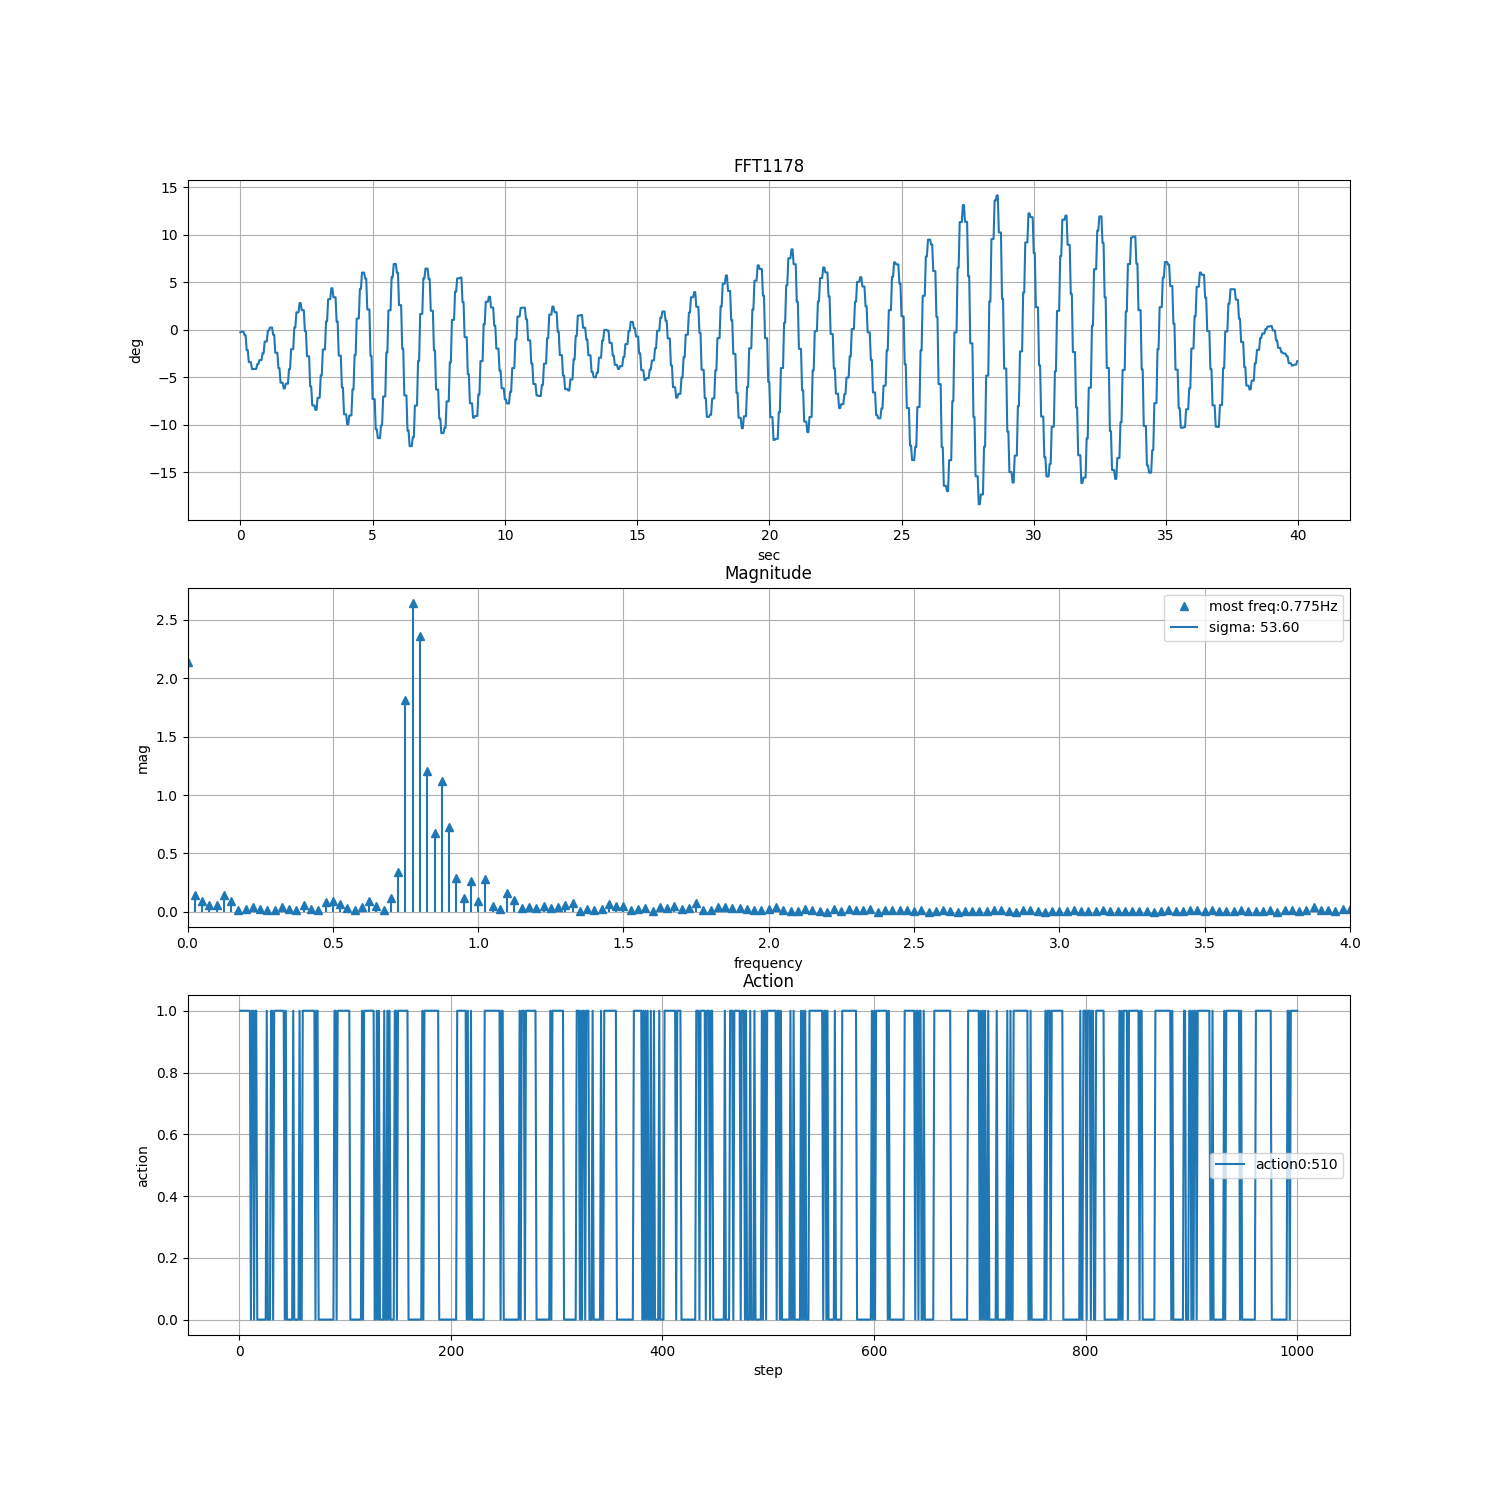 FFT1178
15
10
5
0
−5
−10
−15
deg
0 5 10 15 20 25 30 35 40
sec
Magnitude
most freq:0.775Hz
sigma: 53.60
2.5
2.0
1.5
1.0
0.5
0.0
mag
0.0 0.5 1.0 1.5 2.0 2.5 3.0 3.5 4.0
frequency
Action
1.0
0.8
0.6
0.4
0.2
0.0
action
action0:510
0 200 400 600 800 1000
step